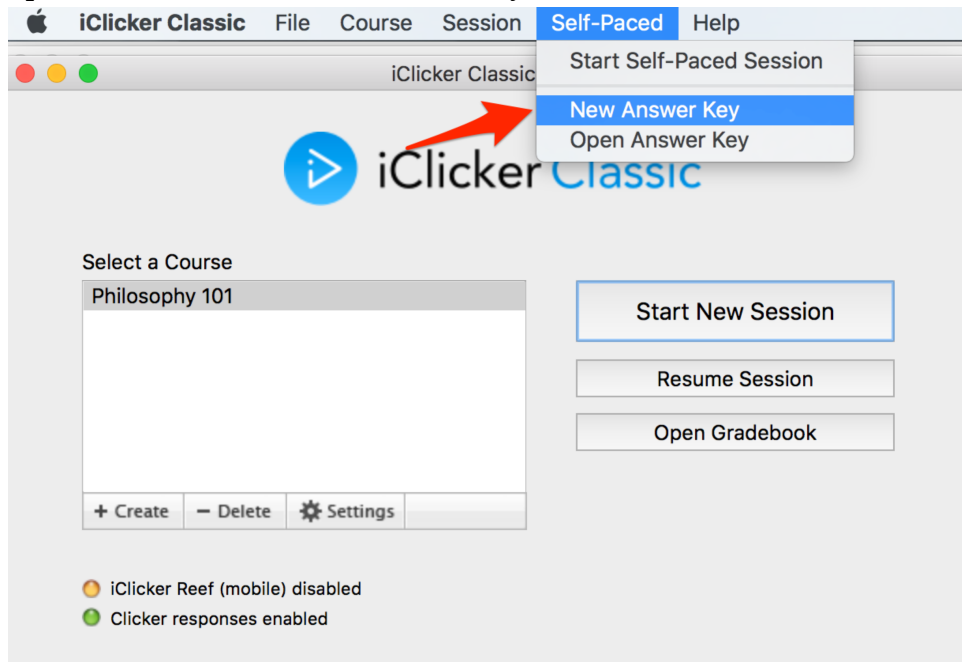 iClicker Classic File Course Session Self-Paced Help
iClicker Classic
Start Self-Paced Session
New Answer Key
Open Answer Key
iClicker Classic
Select a Course
Philosophy 101
Start New Session
Resume Session
Open Gradebook
+ Create − Delete Settings
iClicker Reef (mobile) disabled
Clicker responses enabled